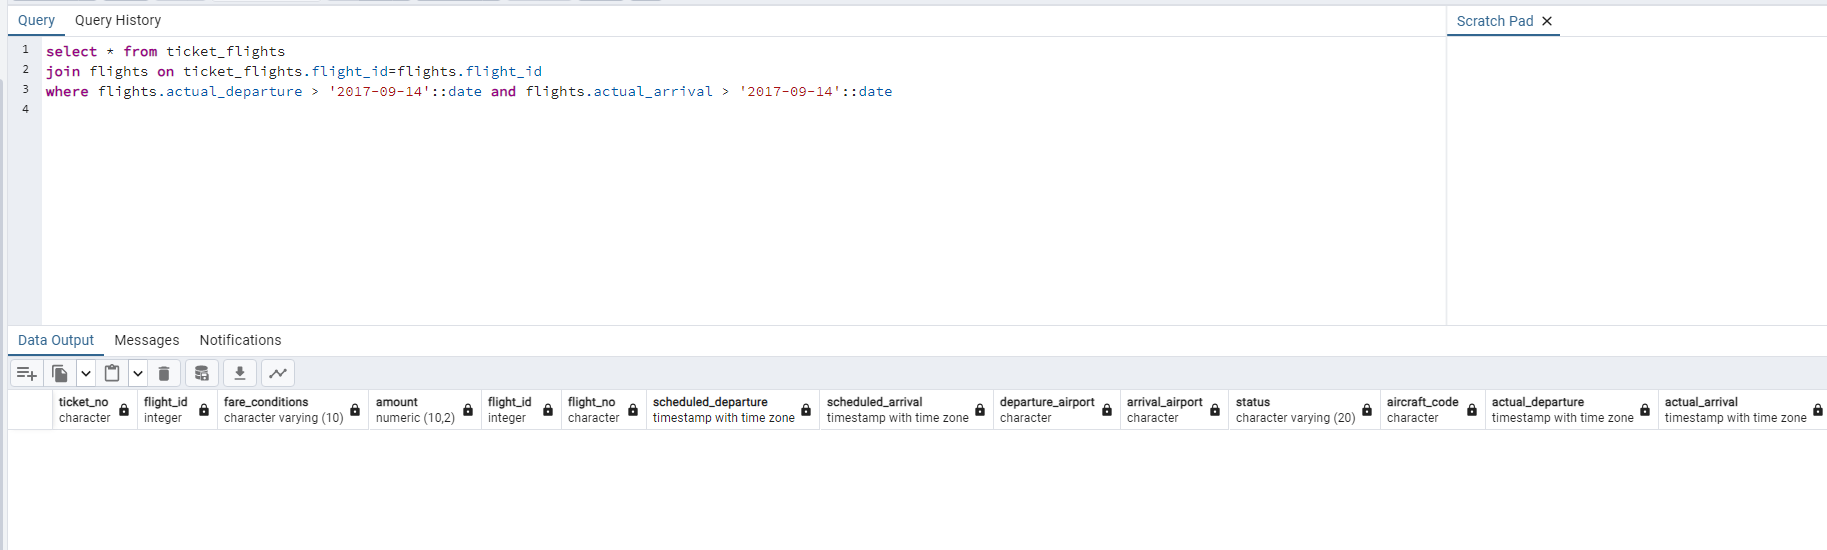 Query Query History Scratch Pad
1 select * from ticket_flights
2 join flights on ticket_flights.flight_id=flights.flight_id
3 where flights.actual_departure > '2017-09-14'::date and flights.actual_arrival > '2017-09-14'::date
4
Data Output Messages Notifications
ticket_no flight_id fare_conditions amount flight_id flight_no scheduled_departure scheduled_arrival departure_airport arrival_airport status aircraft_code actual_departure actual_arrival
character integer character varying (10) numeric (10,2) integer character timestamp with time zone timestamp with time zone character character character varying (20) character timestamp with time zone timestamp with time zone